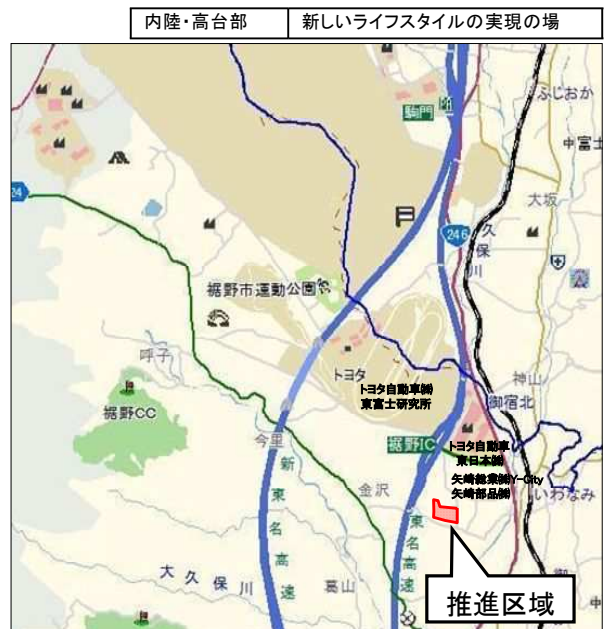 内陸・高台部 新しいライフスタイルの実現の場
駒門
ふじおか
中富士
24
大坂
246
久保川
裾野市運動公園
呼子
トヨタ
トヨタ自動車㈱
東富士研究所
神山
御宿北
裾野CC
今里
裾野IC
トヨタ自動車
東日本㈱
矢崎総業㈱Y-City
矢崎部品㈱
いわなみ
金沢
新東名高速
東名高速
大久保川
葛山
御
推進区域